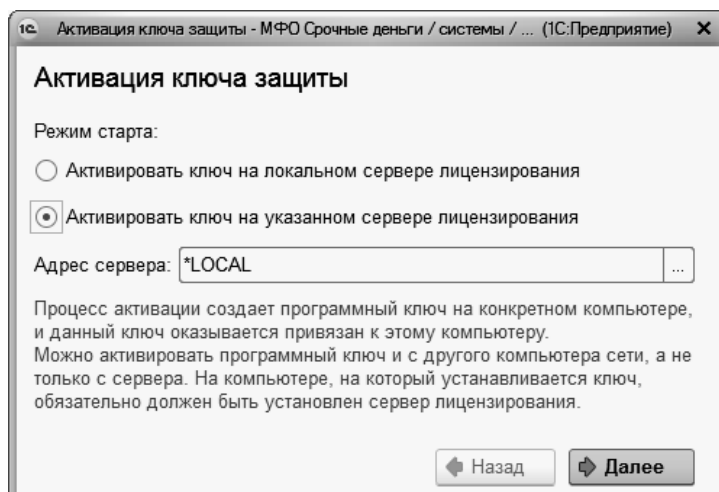 1С Активация ключа защиты - МФО Срочные деньги / системы / ... (1С:Предприятие)
Активация ключа защиты
Режим старта:
Активировать ключ на локальном сервере лицензирования
Активировать ключ на указанном сервере лицензирования
Адрес сервера: *LOCAL ...
Процесс активации создает программный ключ на конкретном компьютере,
и данный ключ оказывается привязан к этому компьютеру.
Можно активировать программный ключ и с другого компьютера сети, а не
только с сервера. На компьютере, на который устанавливается ключ,
обязательно должен быть установлен сервер лицензирования.
Назад Далее